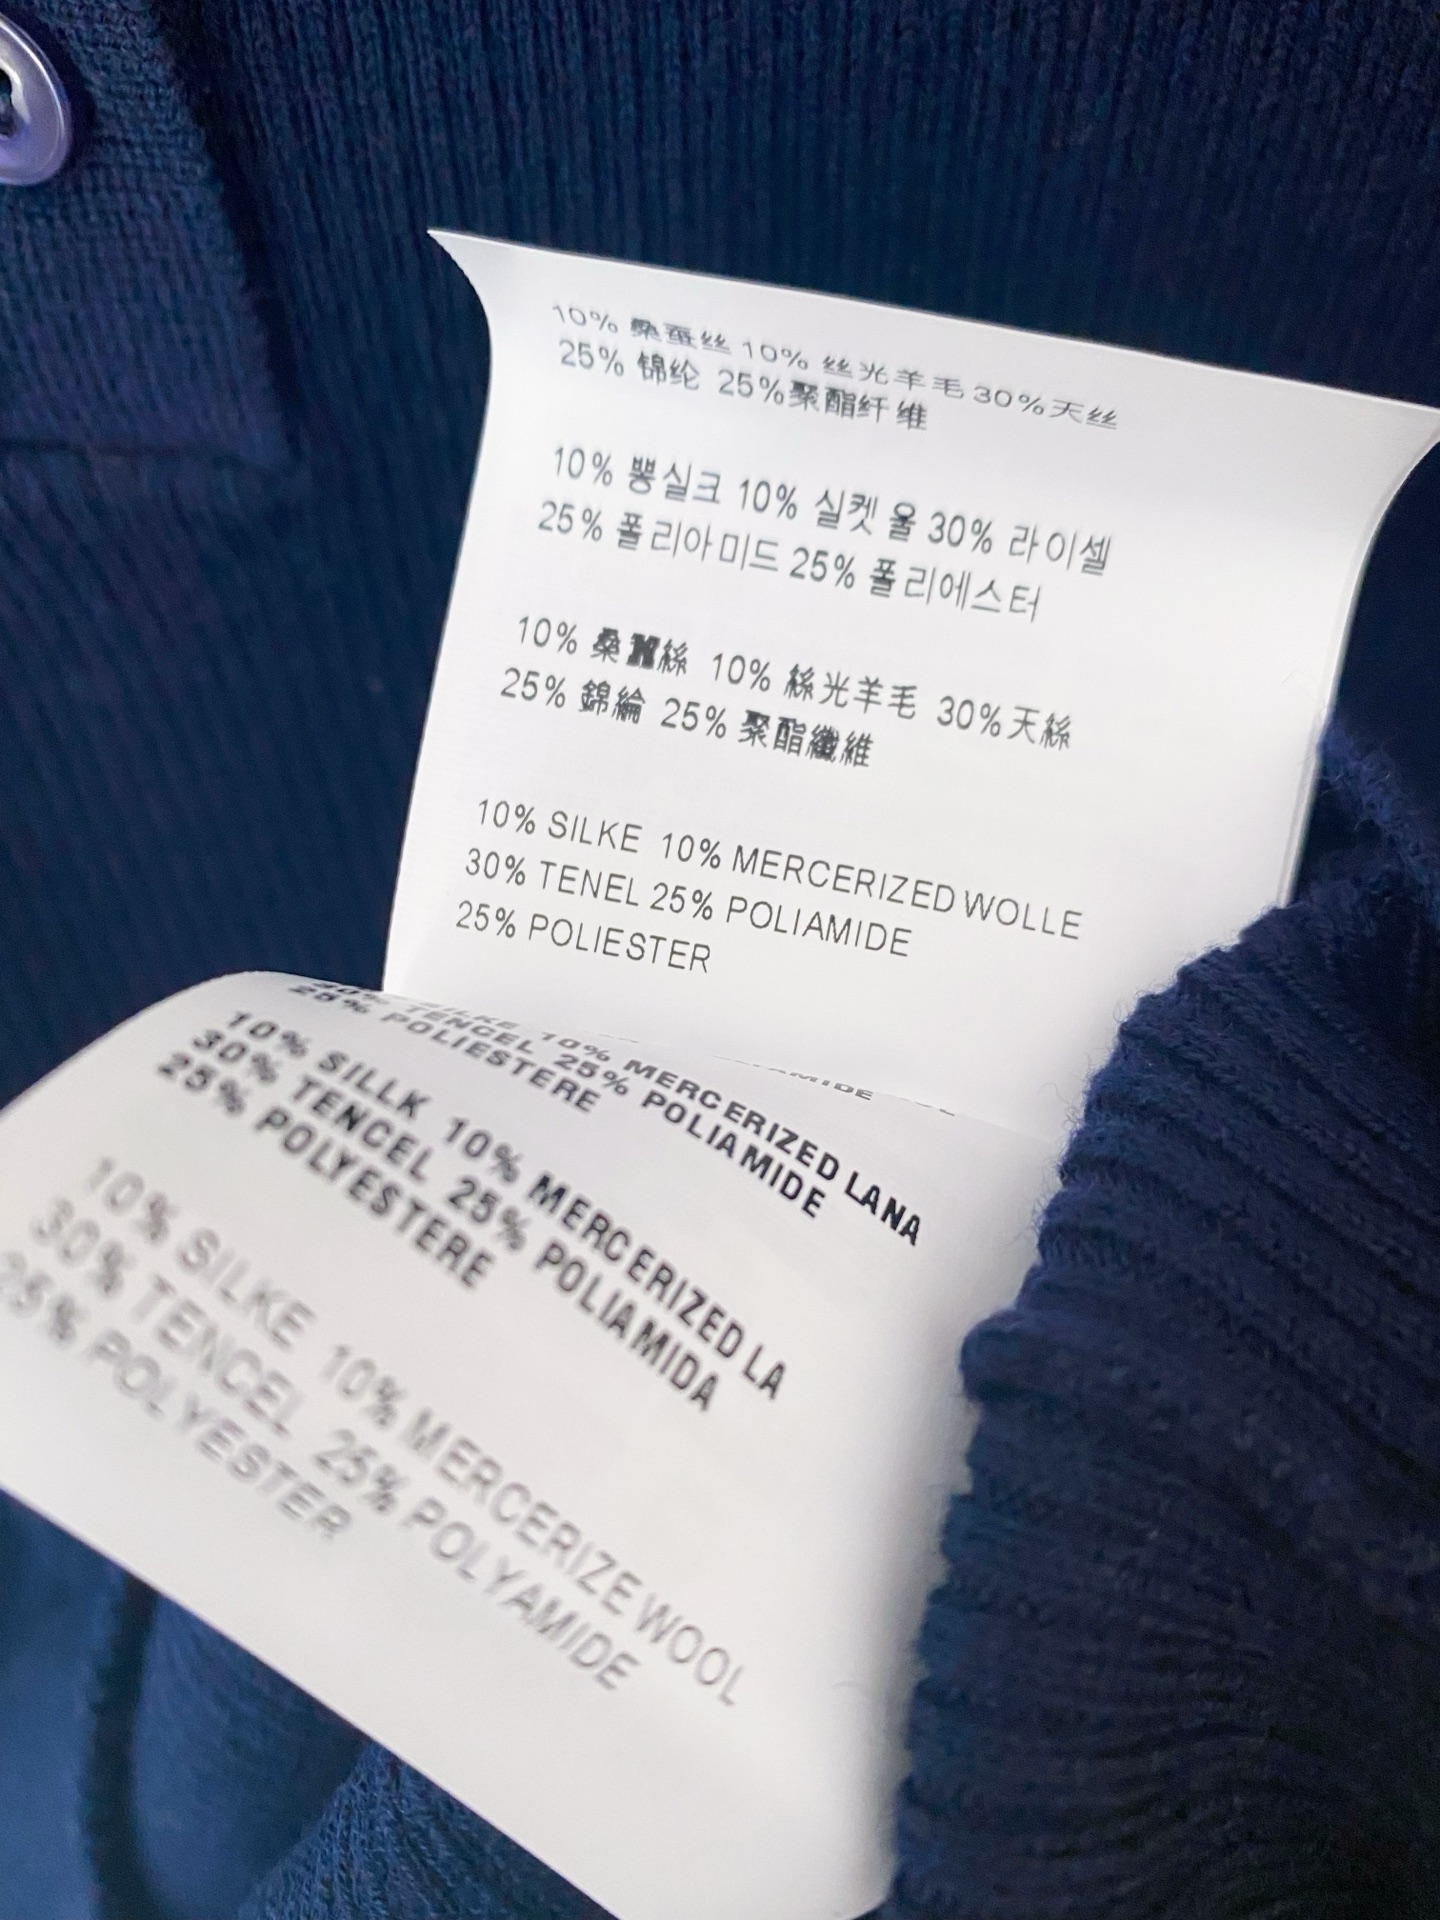 10% 桑蚕丝 10% 丝光羊毛 30%天丝
25% 锦纶 25%聚酯纤维
10% 뽕실크 10% 실켓 울 30% 라이셀
25% 폴리아미드 25% 폴리에스터
10% 桑蠶絲 10% 絲光羊毛 30%天絲
25% 錦綸 25% 聚酯纖維
10% SILKE 10% MERCERIZED WOLLE
30% TENEL 25% POLIAMIDE
25% POLIESTER
10% MERCERIZED LANA
TENCEL 25% POLIAMIDE
25% POLIESTERE
10% SILLK 10% MERCERIZED LA
30% TENCEL 25% POLIAMIDA
25% POLYESTERE
10% SILKE 10% MERCERIZE WOOL
30% TENCEL 25% POLYAMIDE
25% POLYESTER